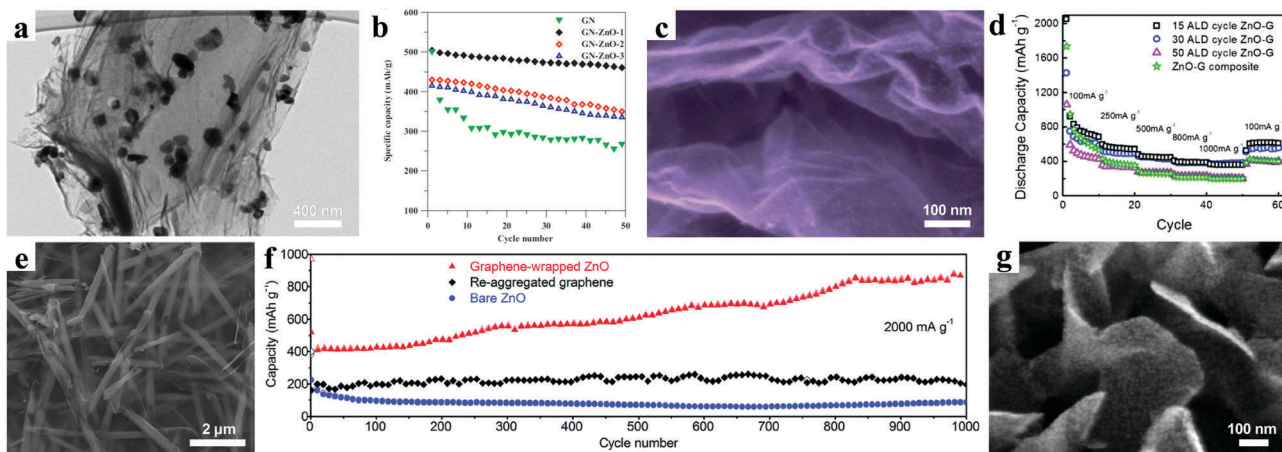 a
400 nm
b
Specific capacity (mAh/g)
600
500
400
300
200
100
GN
GN-ZnO-1
GN-ZnO-2
GN-ZnO-3
0 10 20 30 40 50
Cycle number
c
100 nm
d
Discharge Capacity (mAh g⁻¹)
2000
1600
1200
800
400
0
15 ALD cycle ZnO-G
30 ALD cycle ZnO-G
50 ALD cycle ZnO-G
ZnO-G composite
100mA g⁻¹
250mA g⁻¹
500mA g⁻¹
800mA g⁻¹
1000mA g⁻¹
100mA g⁻¹
0 20 40 60
Cycle
e
2 µm
f
Capacity (mAh g⁻¹)
1000
800
600
400
200
0
Graphene-wrapped ZnO
Re-aggregated graphene
Bare ZnO
2000 mA g⁻¹
0 100 200 300 400 500 600 700 800 900 1000
Cycle number
g
100 nm